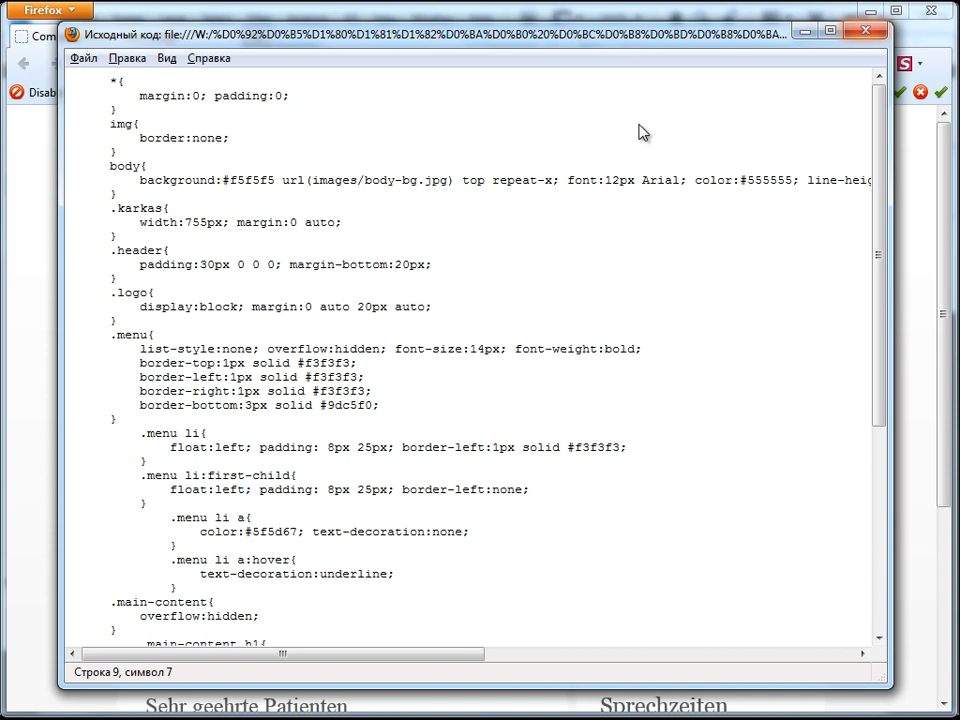 Firefox
Исходный код: file:///W:/%D0%92%D0%B5%D1%80%D1%81%D1%82%D0%BA%D0%B0%20%D0%BC%D0%B8%D0%BD%D0%B8%D0%BA...
Com
Файл Правка Вид Справка
S
Disab
*{
margin:0; padding:0;
}
img{
border:none;
}
body{
background:#f5f5f5 url(images/body-bg.jpg) top repeat-x; font:12px Arial; color:#555555; line-heig
}
.karkas{
width:755px; margin:0 auto;
}
.header{
padding:30px 0 0 0; margin-bottom:20px;
}
.logo{
display:block; margin:0 auto 20px auto;
}
.menu{
list-style:none; overflow:hidden; font-size:14px; font-weight:bold;
border-top:1px solid #f3f3f3;
border-left:1px solid #f3f3f3;
border-right:1px solid #f3f3f3;
border-bottom:3px solid #9dc5f0;
}
.menu li{
float:left; padding: 8px 25px; border-left:1px solid #f3f3f3;
}
.menu li:first-child{
float:left; padding: 8px 25px; border-left:none;
}
.menu li a{
color:#5f5d67; text-decoration:none;
}
.menu li a:hover{
text-decoration:underline;
}
.main-content{
overflow:hidden;
}
.main-content h1{
Строка 9, символ 7
Sehr geehrte Patienten Sprechzeiten